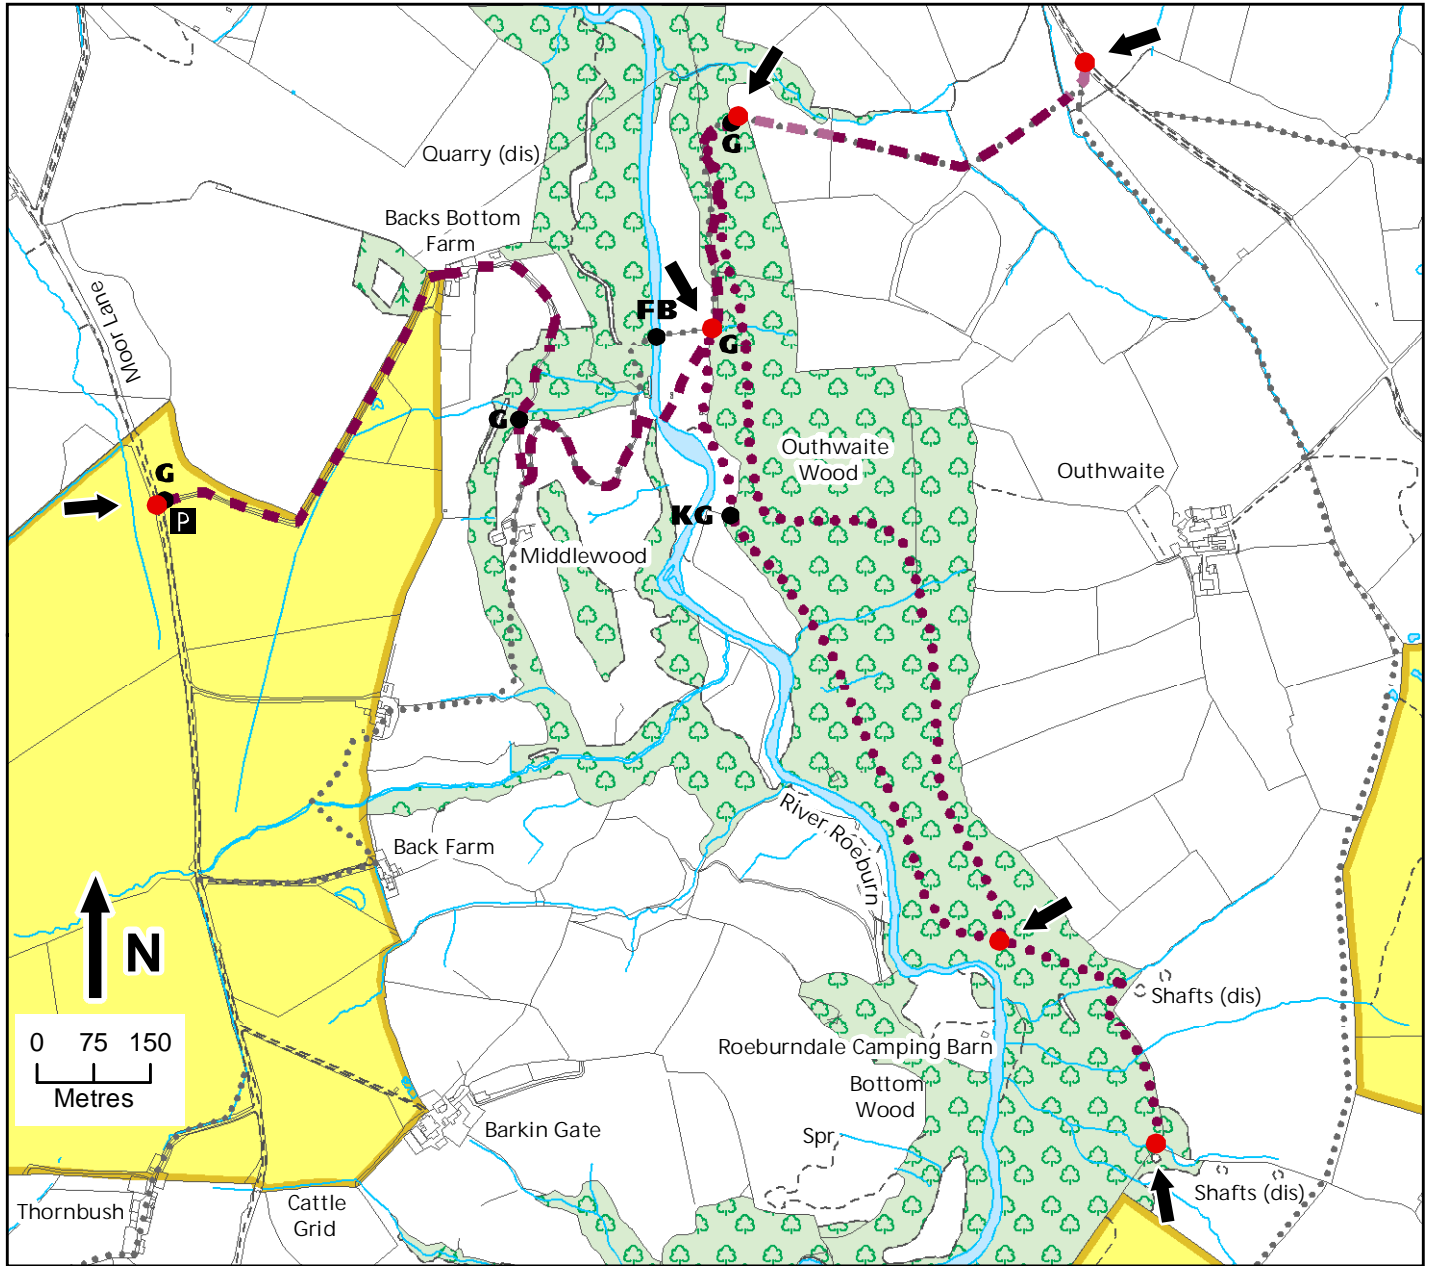 G
Quarry (dis)
Backs Bottom
Farm
Moor Lane
FB
G
G
G
P
Outhwaite
Wood
Outhwaite
KG
Middlewood
River Roeburn
Back Farm
N
0 75 150
Metres
Shafts (dis)
Roeburndale Camping Barn
Bottom
Wood
Barkin Gate
Spr
Shafts (dis)
Cattle
Grid
Thornbush